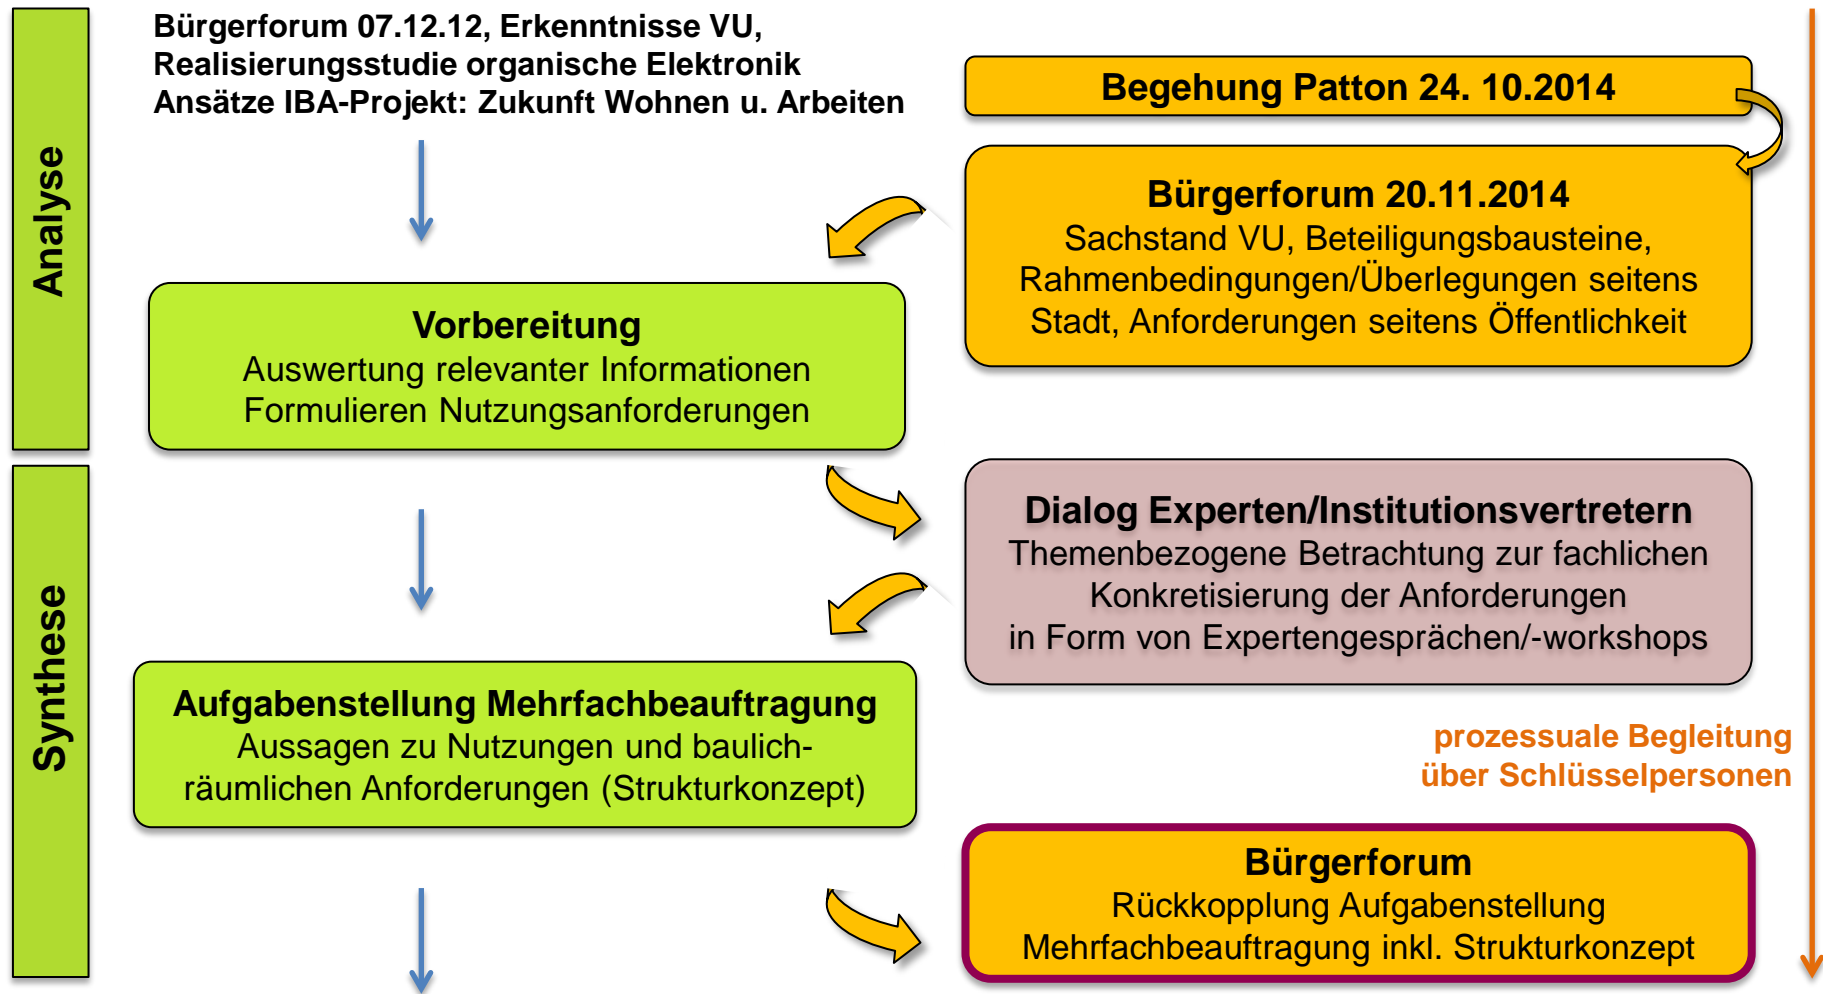 Analyse
Bürgerforum 07.12.12, Erkenntnisse VU,
Realisierungsstudie organische Elektronik
Ansätze IBA-Projekt: Zukunft Wohnen u. Arbeiten
Begehung Patton 24. 10.2014
Bürgerforum 20.11.2014
Sachstand VU, Beteiligungsbausteine,
Rahmenbedingungen/Überlegungen seitens
Stadt, Anforderungen seitens Öffentlichkeit
Vorbereitung
Auswertung relevanter Informationen
Formulieren Nutzungsanforderungen
Synthese
Dialog Experten/Institutionsvertretern
Themenbezogene Betrachtung zur fachlichen
Konkretisierung der Anforderungen
in Form von Expertengesprächen/-workshops
Aufgabenstellung Mehrfachbeauftragung
Aussagen zu Nutzungen und baulich-
räumlichen Anforderungen (Strukturkonzept)
prozessuale Begleitung
über Schlüsselpersonen
Bürgerforum
Rückkopplung Aufgabenstellung
Mehrfachbeauftragung inkl. Strukturkonzept